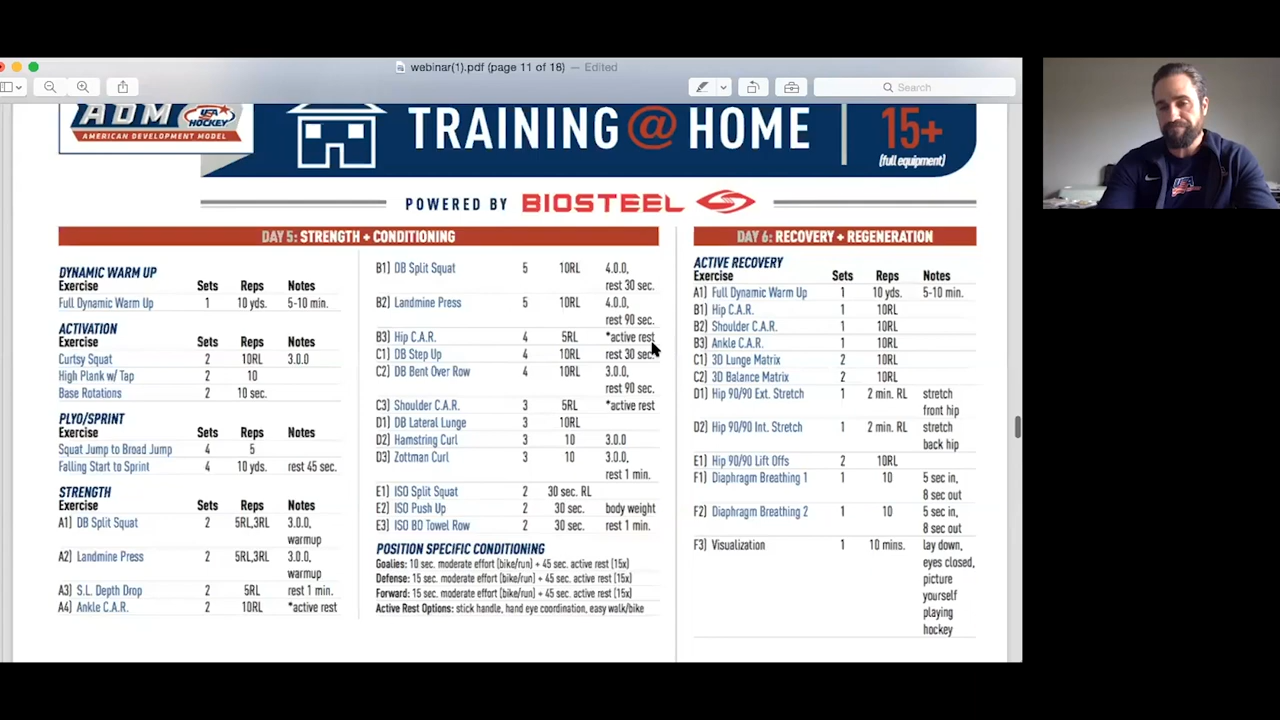 webinar(1).pdf (page 11 of 18) — Edited
Search
ADM
USA HOCKEY
AMERICAN DEVELOPMENT MODEL
TRAINING @ HOME
15+
(full equipment)
POWERED BY BIOSTEEL
DAY 5: STRENGTH + CONDITIONING
DYNAMIC WARM UP
Exercise Sets Reps Notes
Full Dynamic Warm Up 1 10 yds. 5-10 min.
ACTIVATION
Exercise Sets Reps Notes
Curtsy Squat 2 10RL 3.0.0
High Plank w/ Tap 2 10
Base Rotations 2 10 sec.
PLYO/SPRINT
Exercise Sets Reps Notes
Squat Jump to Broad Jump 4 5
Falling Start to Sprint 4 10 yds. rest 45 sec.
STRENGTH
Exercise Sets Reps Notes
A1) DB Split Squat 2 5RL,3RL 3.0.0,
warmup
A2) Landmine Press 2 5RL,3RL 3.0.0,
warmup
A3) S.L. Depth Drop 2 5RL rest 1 min.
A4) Ankle C.A.R. 2 10RL *active rest
B1) DB Split Squat 5 10RL 4.0.0,
rest 30 sec.
B2) Landmine Press 5 10RL 4.0.0,
rest 90 sec.
B3) Hip C.A.R. 4 5RL *active rest
C1) DB Step Up 4 10RL rest 30 sec.
C2) DB Bent Over Row 4 10RL 3.0.0,
rest 90 sec.
C3) Shoulder C.A.R. 3 5RL *active rest
D1) DB Lateral Lunge 3 10RL
D2) Hamstring Curl 3 10 3.0.0
D3) Zottman Curl 3 10 3.0.0,
rest 1 min.
E1) ISO Split Squat 2 30 sec. RL
E2) ISO Push Up 2 30 sec. body weight
E3) ISO BO Towel Row 2 30 sec. rest 1 min.
POSITION SPECIFIC CONDITIONING
Goalies: 10 sec. moderate effort (bike/run) + 45 sec. active rest (15x)
Defense: 15 sec. moderate effort (bike/run) + 45 sec. active rest (15x)
Forward: 15 sec. moderate effort (bike/run) + 45 sec. active rest (15x)
Active Rest Options: stick handle, hand eye coordination, easy walk/bike
DAY 6: RECOVERY + REGENERATION
ACTIVE RECOVERY
Exercise Sets Reps Notes
A1) Full Dynamic Warm Up 1 10 yds. 5-10 min.
B1) Hip C.A.R. 1 10RL
B2) Shoulder C.A.R. 1 10RL
B3) Ankle C.A.R. 1 10RL
C1) 3D Lunge Matrix 2 10RL
C2) 3D Balance Matrix 2 10RL
D1) Hip 90/90 Ext. Stretch 1 2 min. RL stretch
front hip
D2) Hip 90/90 Int. Stretch 1 2 min. RL stretch
back hip
E1) Hip 90/90 Lift Offs 2 10RL
F1) Diaphragm Breathing 1 1 10 5 sec in,
8 sec out
F2) Diaphragm Breathing 2 1 10 5 sec in,
8 sec out
F3) Visualization 1 10 mins. lay down,
eyes closed,
picture
yourself
playing
hockey
USA